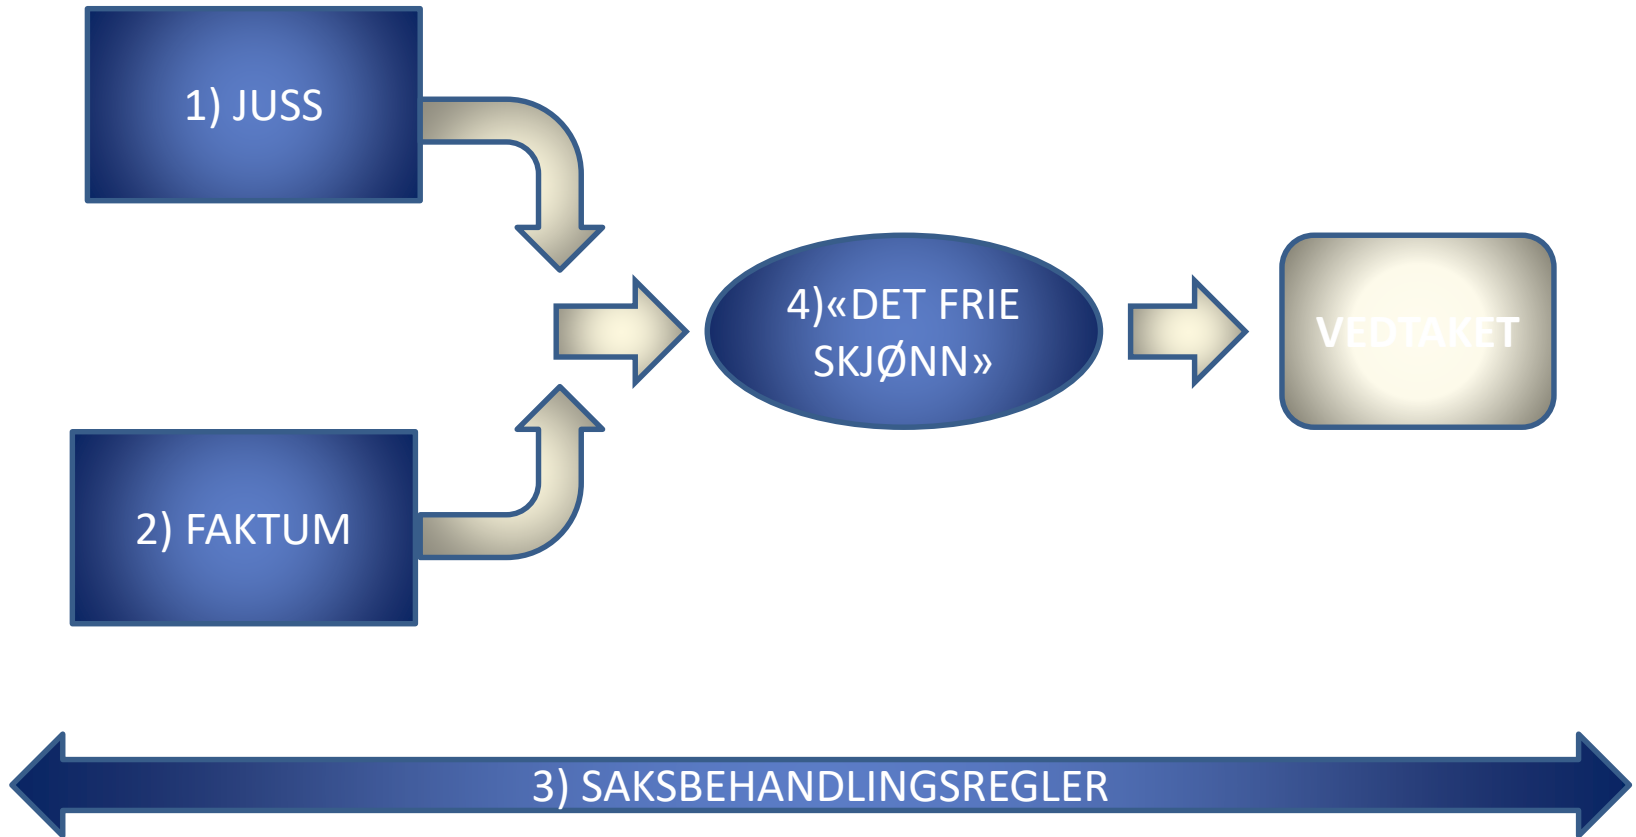 1) JUSS
4)«DET FRIE
SKJØNN»
VEDTAKET
2) FAKTUM
3) SAKSBEHANDLINGSREGLER